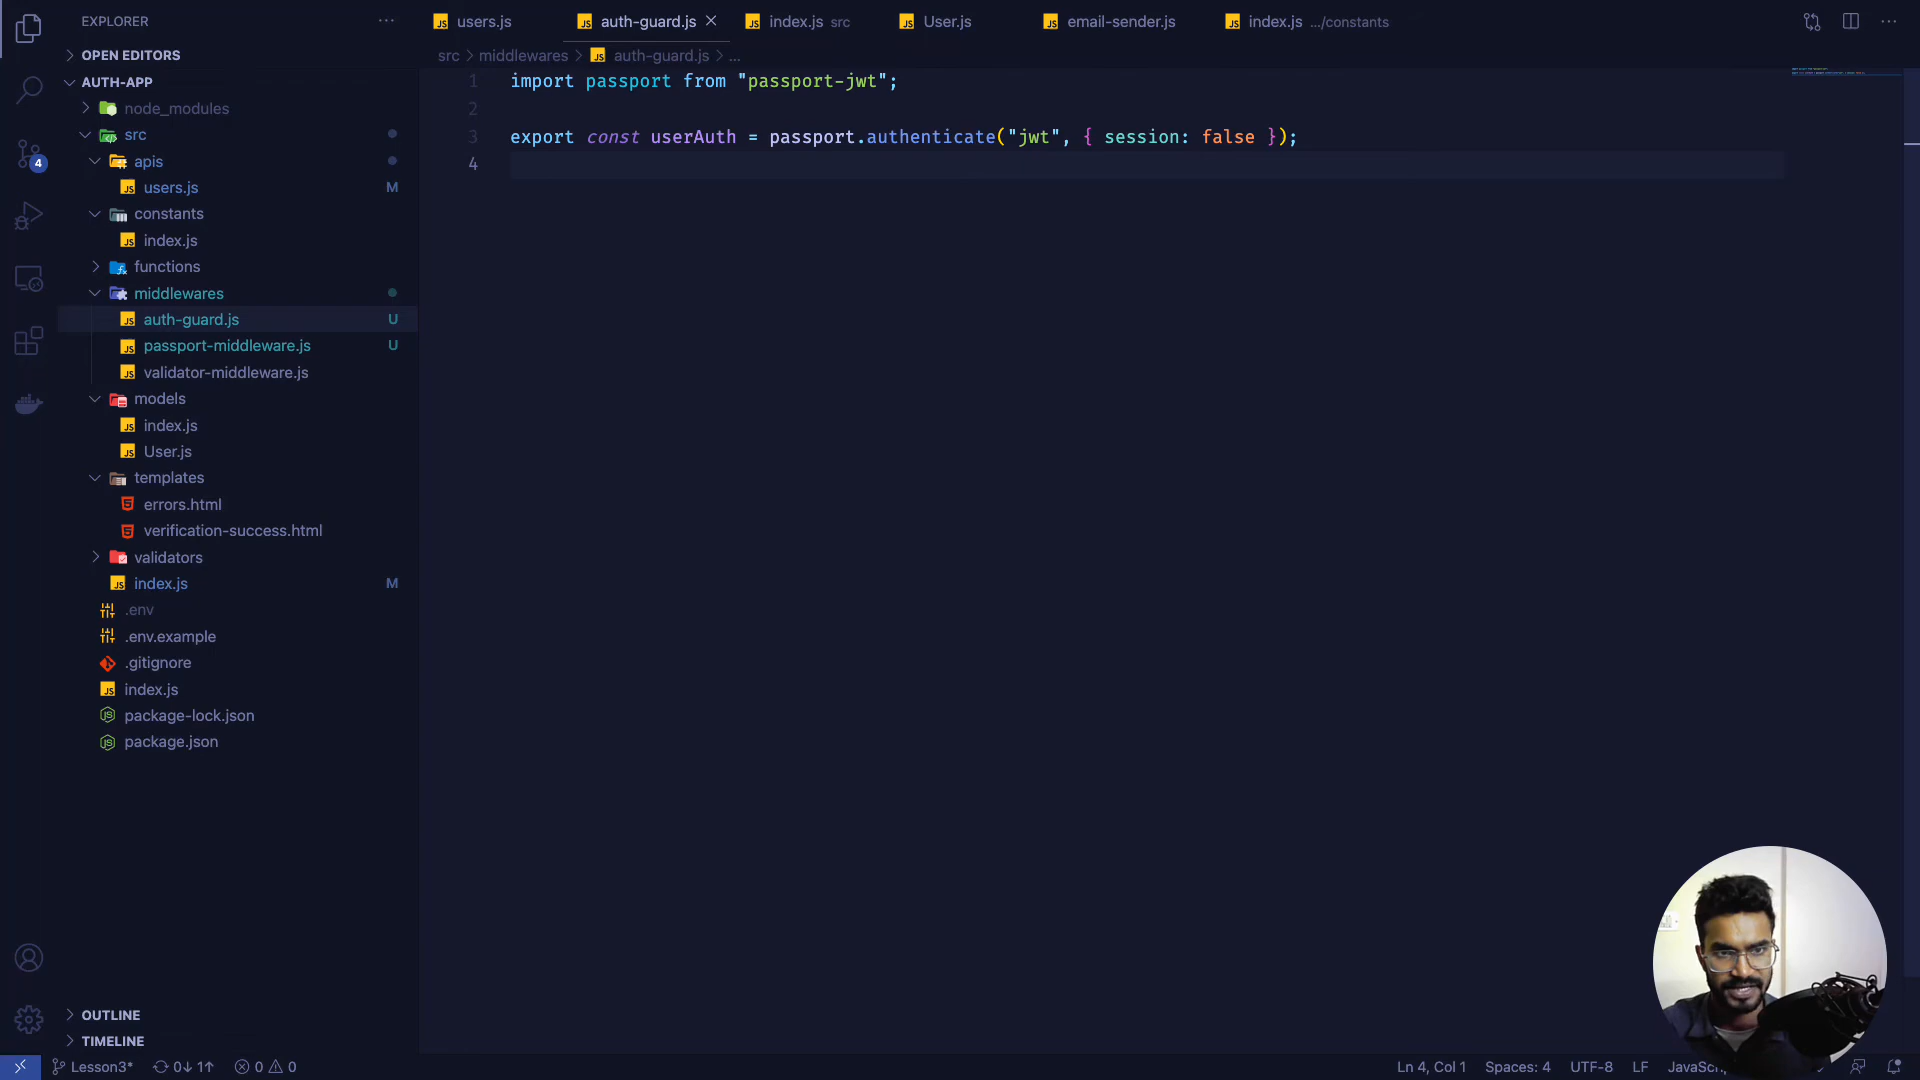 EXPLORER
OPEN EDITORS
AUTH-APP
node_modules
src
apis
users.js M
constants
index.js
functions
middlewares
auth-guard.js U
passport-middleware.js U
validator-middleware.js
models
index.js
User.js
templates
errors.html
verification-success.html
validators
index.js M
.env
.env.example
.gitignore
index.js
package-lock.json
package.json
OUTLINE
TIMELINE
4
users.js
auth-guard.js
index.js src
User.js
email-sender.js
index.js .../constants
src > middlewares > auth-guard.js > ...
1 import passport from "passport-jwt";
2
3 export const userAuth = passport.authenticate("jwt", { session: false });
4
Lesson3* 0↓ 1↑ 0 0
Ln 4, Col 1 Spaces: 4 UTF-8 LF